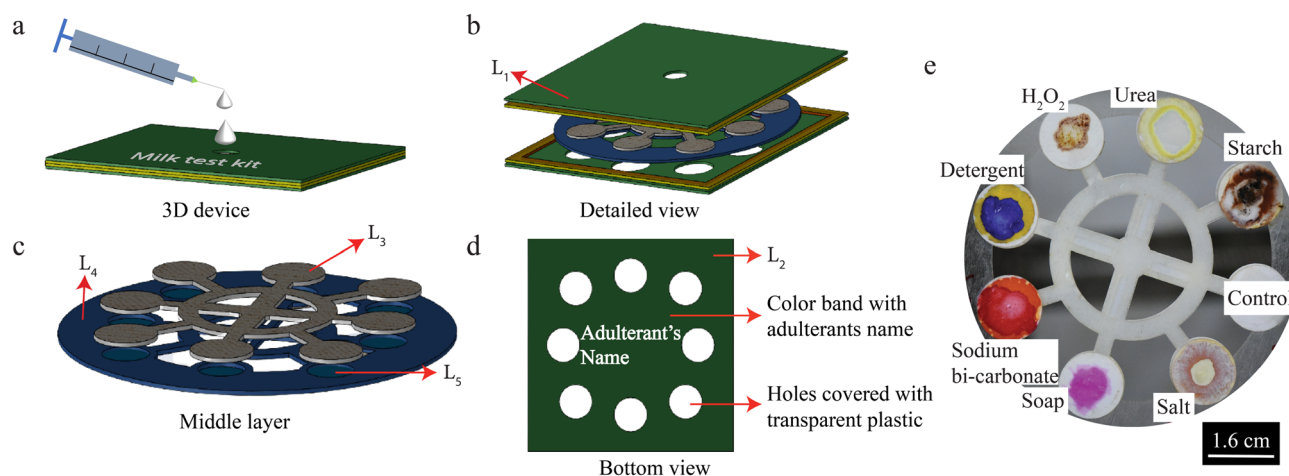 a
Milk test kit
3D device
b
L₁
Detailed view
c
L₃
L₄
L₅
Middle layer
d
L₂
Color band with
adulterants name
Adulterant's
Name
Holes covered with
transparent plastic
Bottom view
e
H₂O₂
Urea
Starch
Detergent
Control
Sodium
bi-carbonate
Soap
Salt
1.6 cm